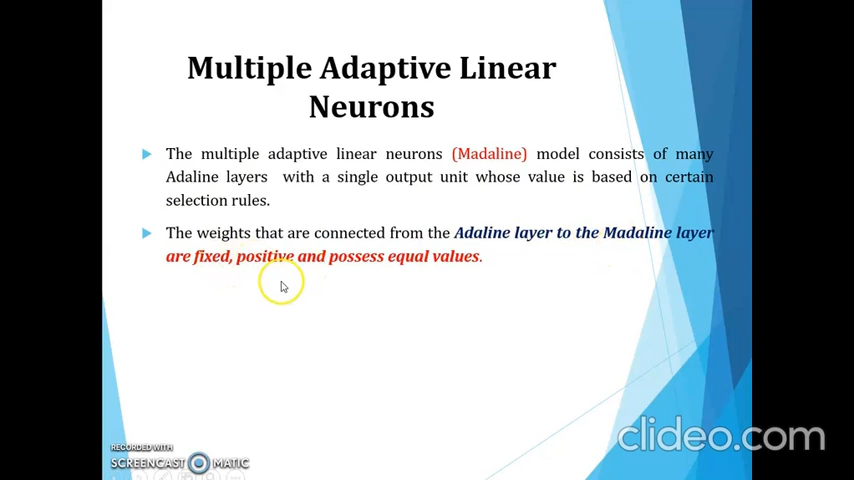 Multiple Adaptive Linear
Neurons
The multiple adaptive linear neurons (Madaline) model consists of many
Adaline layers with a single output unit whose value is based on certain
selection rules.
The weights that are connected from the Adaline layer to the Madaline layer
are fixed, positive and possess equal values.
RECORDED WITH
SCREENCAST MATIC
clideo.com